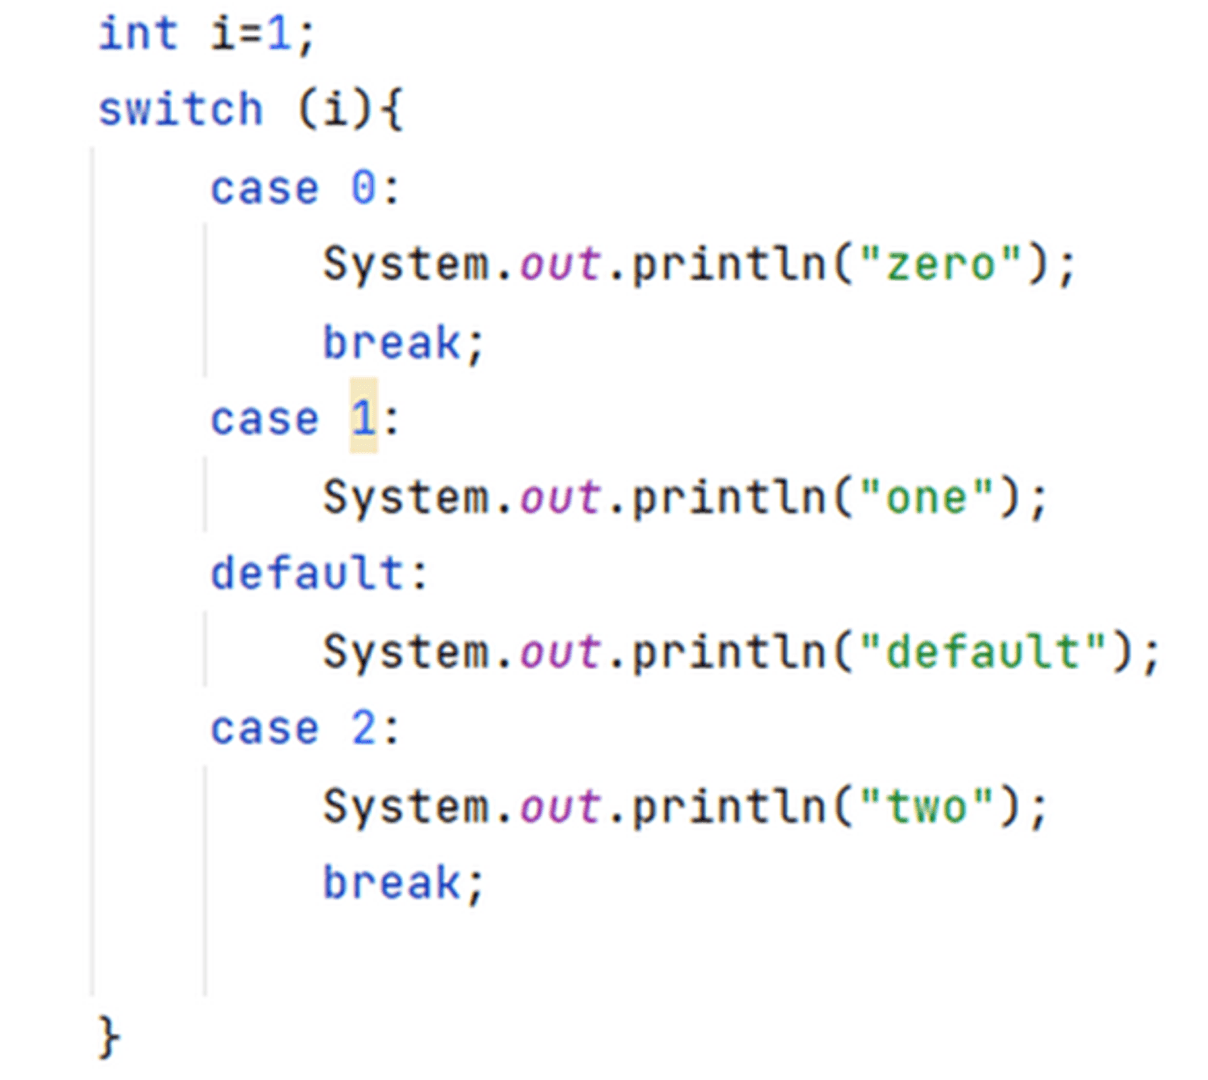 int i=1;
switch (i){
case 0:
System.out.println("zero");
break;
case 1:
System.out.println("one");
default:
System.out.println("default");
case 2:
System.out.println("two");
break;
}